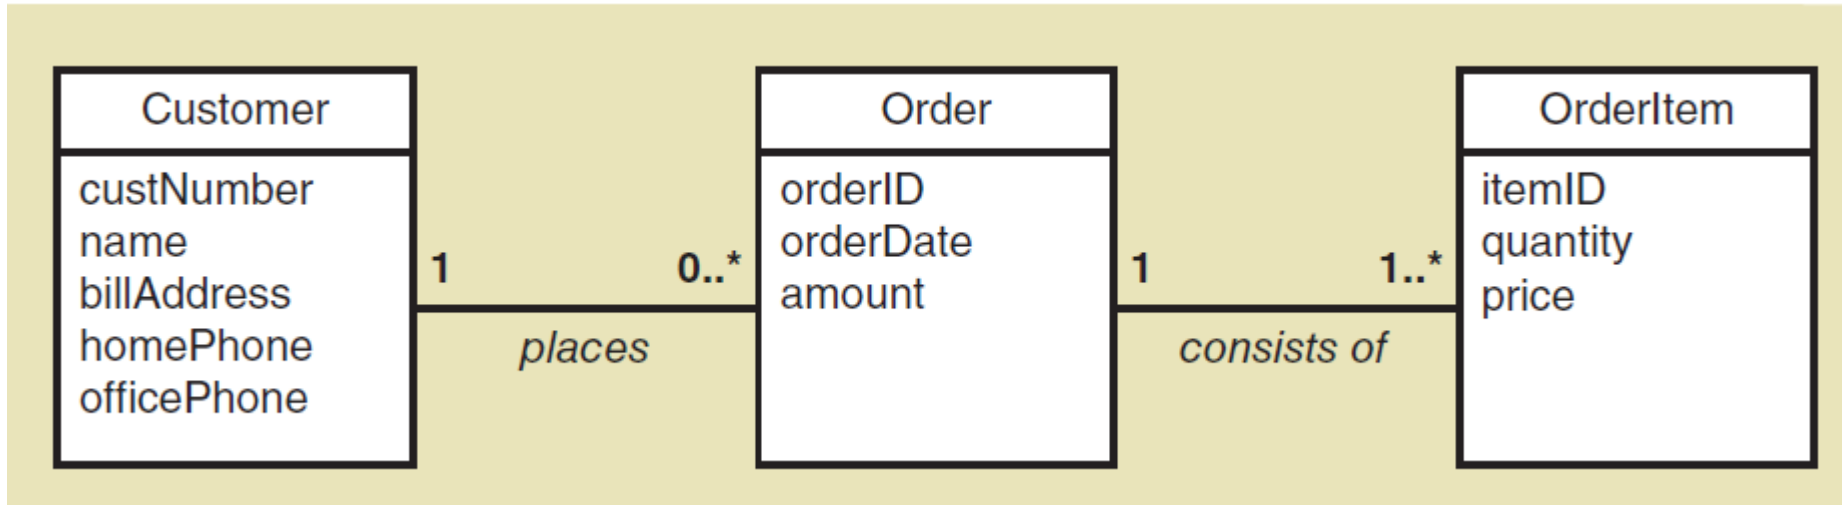 Customer
custNumber
name
billAddress
homePhone
officePhone
1
0..*
places
Order
orderID
orderDate
amount
1
1..*
consists of
OrderItem
itemID
quantity
price